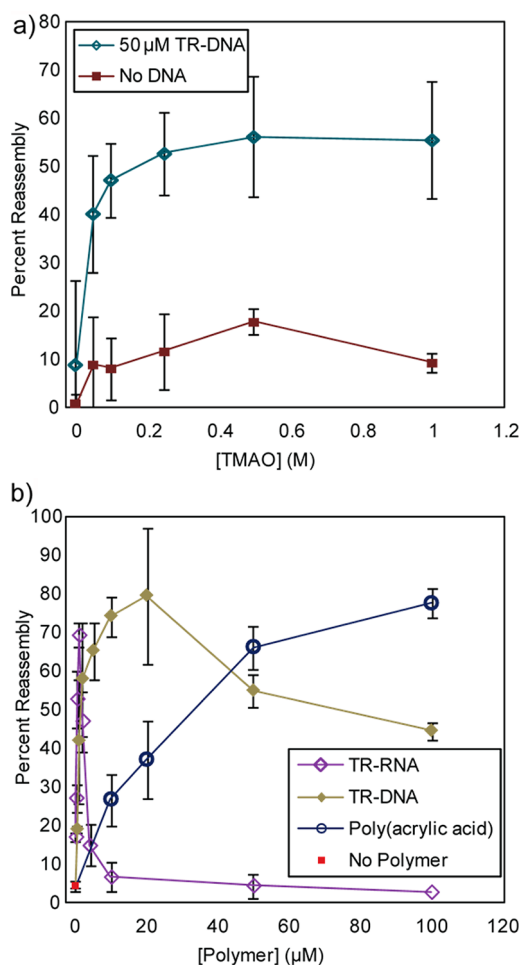 a)
50 µM TR-DNA
No DNA
Percent Reassembly
80
70
60
50
40
30
20
10
0
0 0.2 0.4 0.6 0.8 1 1.2
[TMAO] (M)
b)
Percent Reassembly
100
90
80
70
60
50
40
30
20
10
0
TR-RNA
TR-DNA
Poly(acrylic acid)
No Polymer
0 20 40 60 80 100 120
[Polymer] (µM)